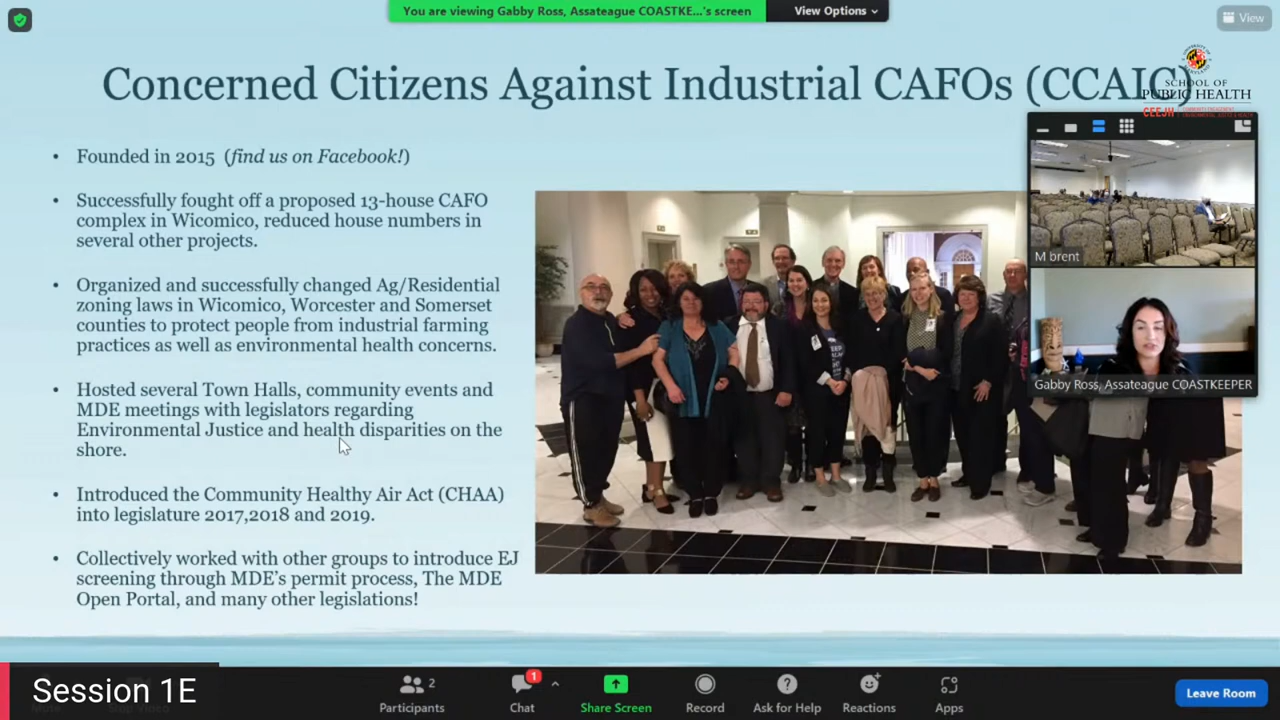 You are viewing Gabby Ross, Assateague COASTKE...'s screen
View Options
View
Concerned Citizens Against Industrial CAFOs (CCAIC)
SCHOOL OF
PUBLIC HEALTH
CEEJH
• Founded in 2015 (find us on Facebook!)
• Successfully fought off a proposed 13-house CAFO
complex in Wicomico, reduced house numbers in
several other projects.
• Organized and successfully changed Ag/Residential
zoning laws in Wicomico, Worcester and Somerset
counties to protect people from industrial farming
practices as well as environmental health concerns.
• Hosted several Town Halls, community events and
MDE meetings with legislators regarding
Environmental Justice and health disparities on the
shore.
• Introduced the Community Healthy Air Act (CHAA)
into legislature 2017,2018 and 2019.
• Collectively worked with other groups to introduce EJ
screening through MDE's permit process, The MDE
Open Portal, and many other legislations!
M brent
Gabby Ross, Assateague COASTKEEPER
Session 1E
Participants
2
Chat
1
Share Screen
Record
Ask for Help
Reactions
Apps
Leave Room